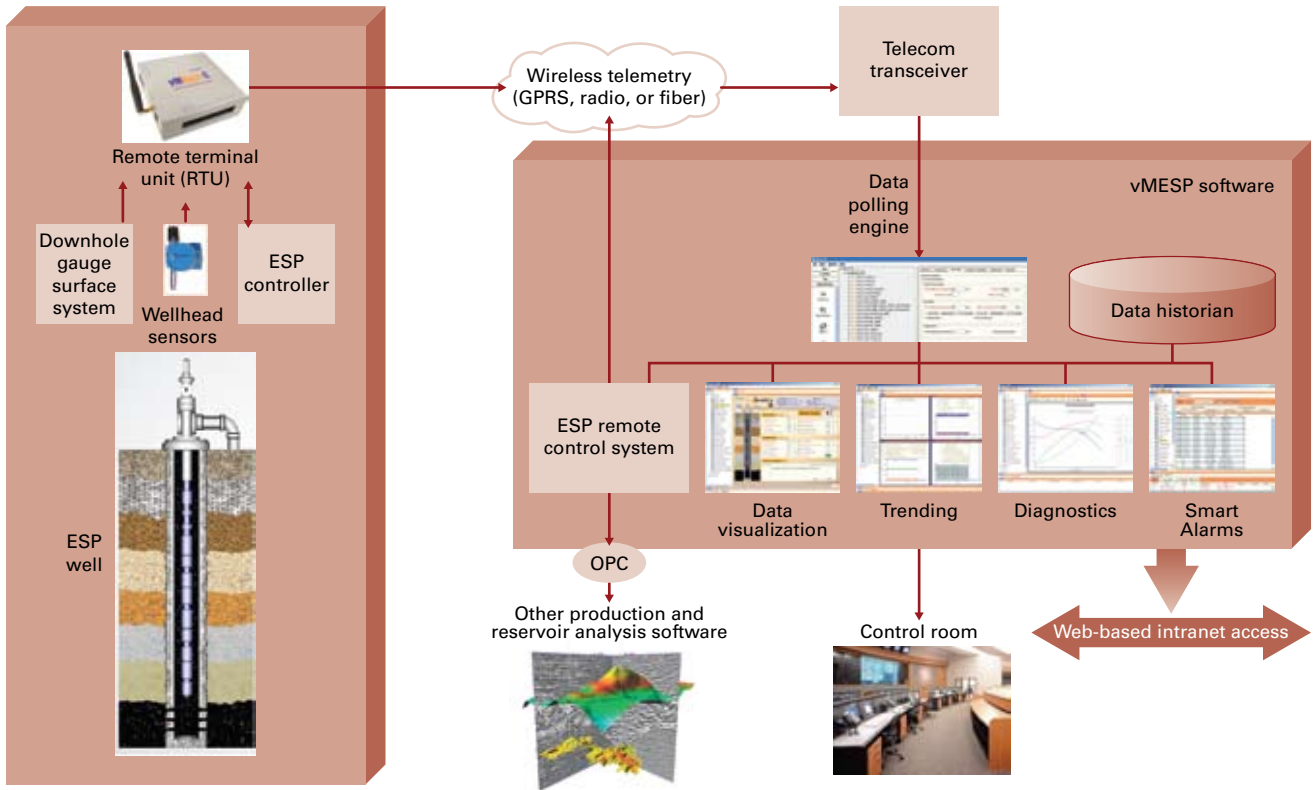 Remote terminal
unit (RTU)
Downhole
gauge
surface
system
Wellhead
sensors
ESP
controller
ESP
well
Wireless telemetry
(GPRS, radio, or fiber)
Telecom
transceiver
vMESP software
Data
polling
engine
Data historian
ESP remote
control system
Data
visualization
Trending
Diagnostics
Smart
Alarms
OPC
Other production and
reservoir analysis software
Control room
Web-based intranet access